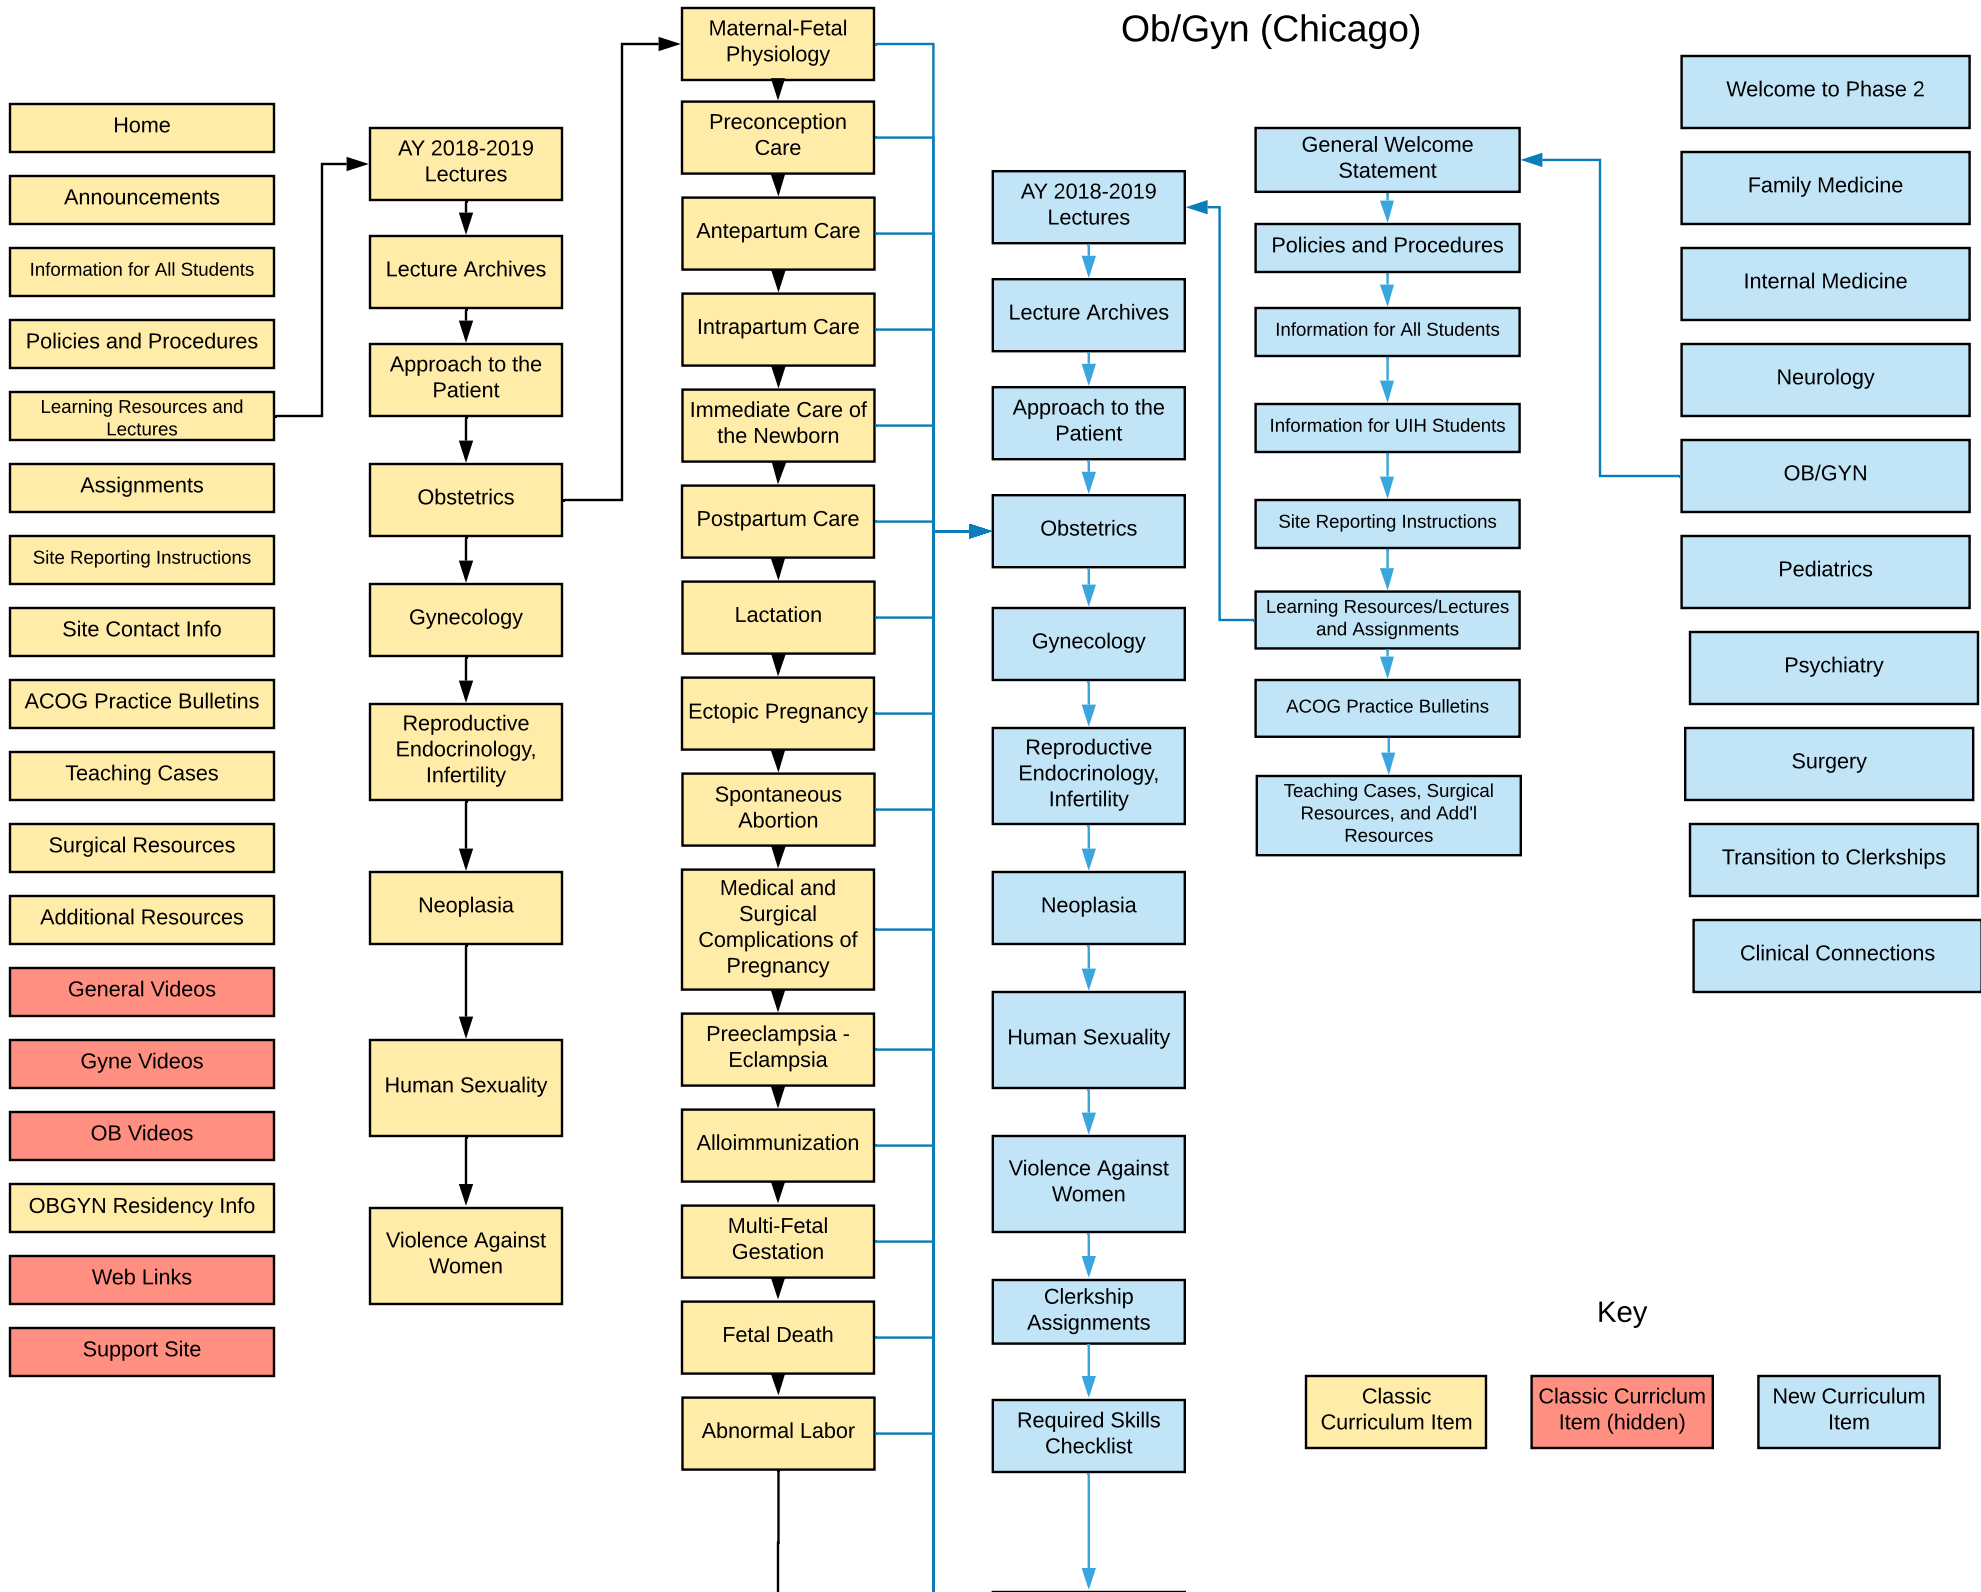 Ob/Gyn (Chicago)
Home
Announcements
Information for All Students
Policies and Procedures
Learning Resources and
Lectures
Assignments
Site Reporting Instructions
Site Contact Info
ACOG Practice Bulletins
Teaching Cases
Surgical Resources
Additional Resources
General Videos
Gyne Videos
OB Videos
OBGYN Residency Info
Web Links
Support Site
AY 2018-2019
Lectures
Lecture Archives
Approach to the
Patient
Obstetrics
Gynecology
Reproductive
Endocrinology,
Infertility
Neoplasia
Human Sexuality
Violence Against
Women
Maternal-Fetal
Physiology
Preconception
Care
Antepartum Care
Intrapartum Care
Immediate Care of
the Newborn
Postpartum Care
Lactation
Ectopic Pregnancy
Spontaneous
Abortion
Medical and
Surgical
Complications of
Pregnancy
Preeclampsia -
Eclampsia
Alloimmunization
Multi-Fetal
Gestation
Fetal Death
Abnormal Labor
AY 2018-2019
Lectures
Lecture Archives
Approach to the
Patient
Obstetrics
Gynecology
Reproductive
Endocrinology,
Infertility
Neoplasia
Human Sexuality
Violence Against
Women
Clerkship
Assignments
Required Skills
Checklist
General Welcome
Statement
Policies and Procedures
Information for All Students
Information for UIH Students
Site Reporting Instructions
Learning Resources/Lectures
and Assignments
ACOG Practice Bulletins
Teaching Cases, Surgical
Resources, and Add'l
Resources
Welcome to Phase 2
Family Medicine
Internal Medicine
Neurology
OB/GYN
Pediatrics
Psychiatry
Surgery
Transition to Clerkships
Clinical Connections
Key
Classic
Curriculum Item
Classic Curriclum
Item (hidden)
New Curriculum
Item